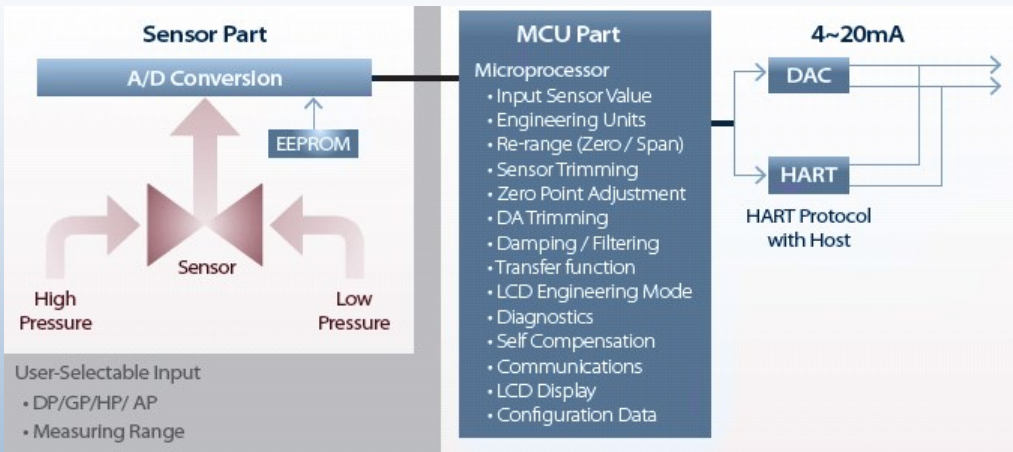 Sensor Part
A/D Conversion
EEPROM
Sensor
High
Pressure
Low
Pressure
User-Selectable Input
• DP/GP/HP/ AP
• Measuring Range
MCU Part
Microprocessor
• Input Sensor Value
• Engineering Units
• Re-range (Zero / Span)
• Sensor Trimming
• Zero Point Adjustment
• DA Trimming
• Damping / Filtering
• Transfer function
• LCD Engineering Mode
• Diagnostics
• Self Compensation
• Communications
• LCD Display
• Configuration Data
4~20mA
DAC
HART
HART Protocol
with Host